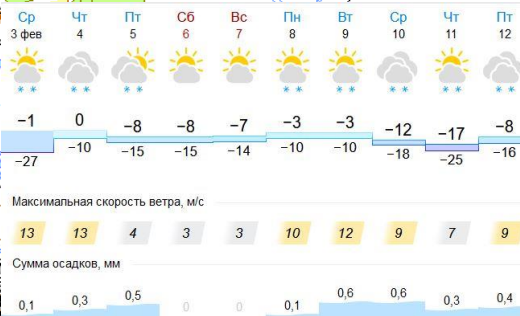 Ср Чт Пт Сб Вс Пн Вт Ср Чт Пт
3 фев 4 5 6 7 8 9 10 11 12
−1 0 −8 −8 −7 −3 −3 −12 −17 −8
−27 −10 −15 −15 −14 −10 −10 −18 −25 −16
Максимальная скорость ветра, м/с
13 13 4 3 3 10 12 9 7 9
Сумма осадков, мм
0,1 0,3 0,5 0 0 0,1 0,6 0,6 0,3 0,4